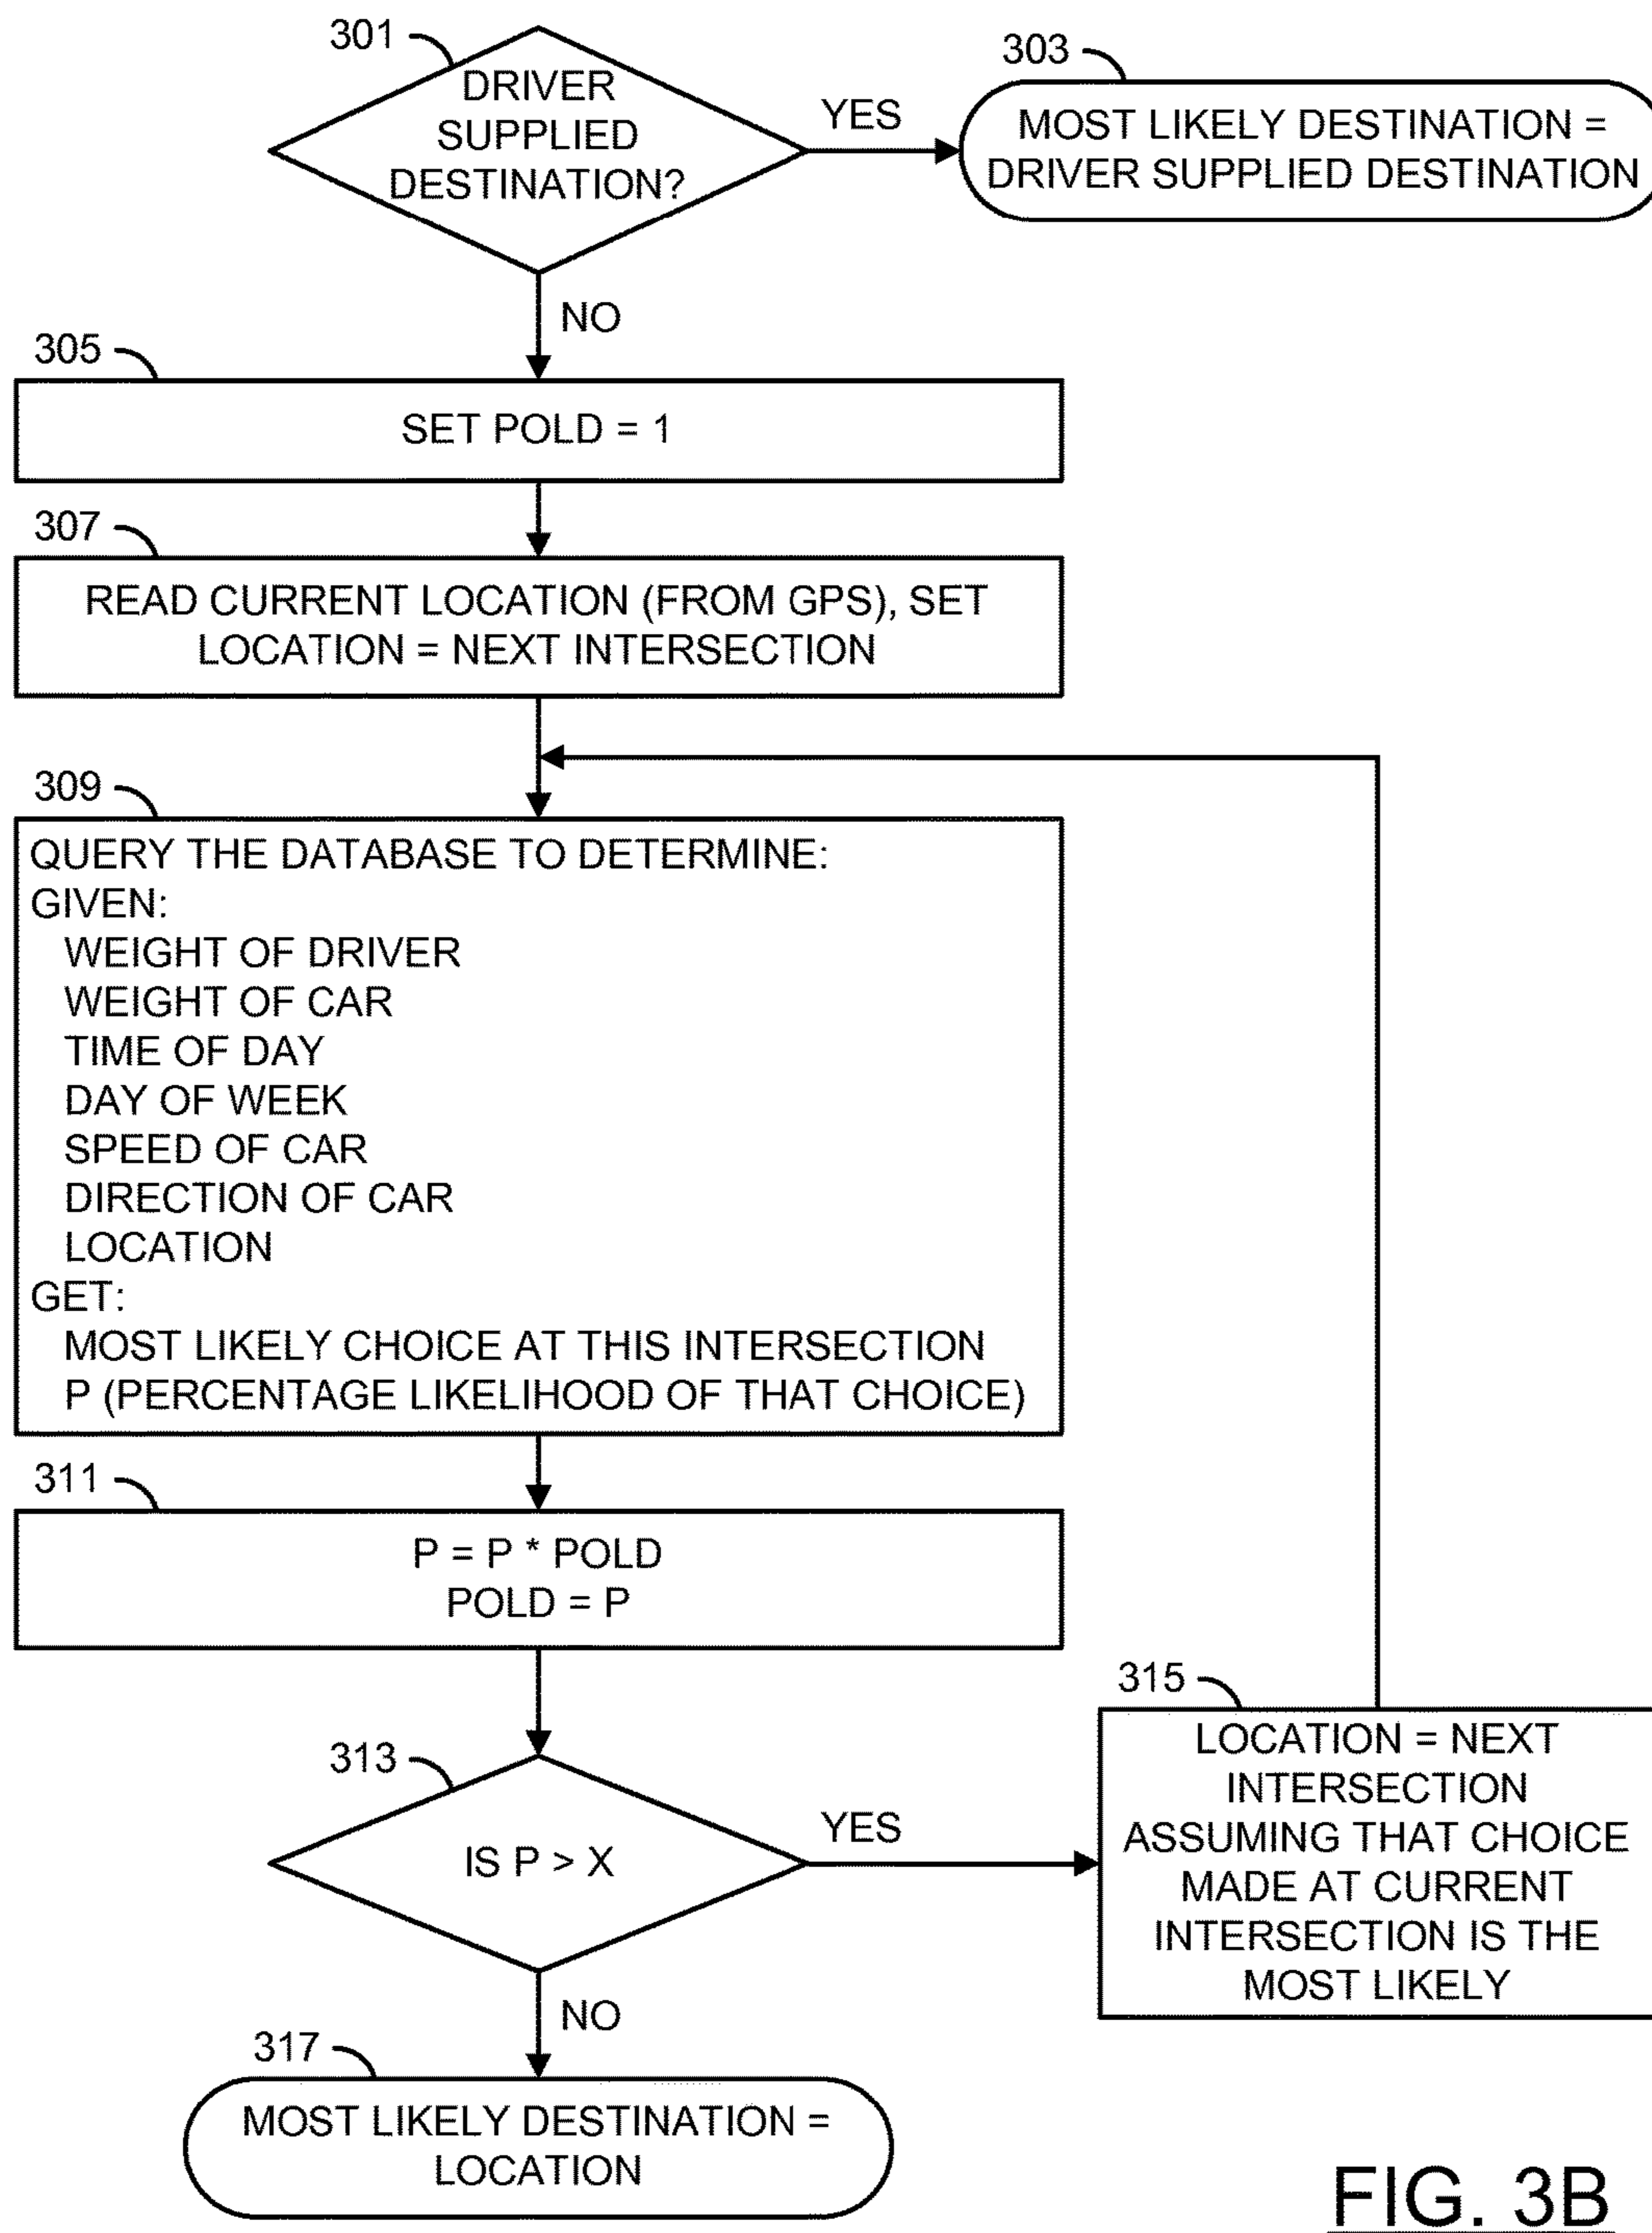 301
DRIVER
SUPPLIED
DESTINATION?
YES
303
MOST LIKELY DESTINATION =
DRIVER SUPPLIED DESTINATION
NO
305
SET POLD = 1
307
READ CURRENT LOCATION (FROM GPS), SET
LOCATION = NEXT INTERSECTION
309
QUERY THE DATABASE TO DETERMINE:
GIVEN:
WEIGHT OF DRIVER
WEIGHT OF CAR
TIME OF DAY
DAY OF WEEK
SPEED OF CAR
DIRECTION OF CAR
LOCATION
GET:
MOST LIKELY CHOICE AT THIS INTERSECTION
P (PERCENTAGE LIKELIHOOD OF THAT CHOICE)
311
P = P * POLD
POLD = P
313
IS P > X
YES
315
LOCATION = NEXT
INTERSECTION
ASSUMING THAT CHOICE
MADE AT CURRENT
INTERSECTION IS THE
MOST LIKELY
NO
317
MOST LIKELY DESTINATION =
LOCATION
FIG. 3B